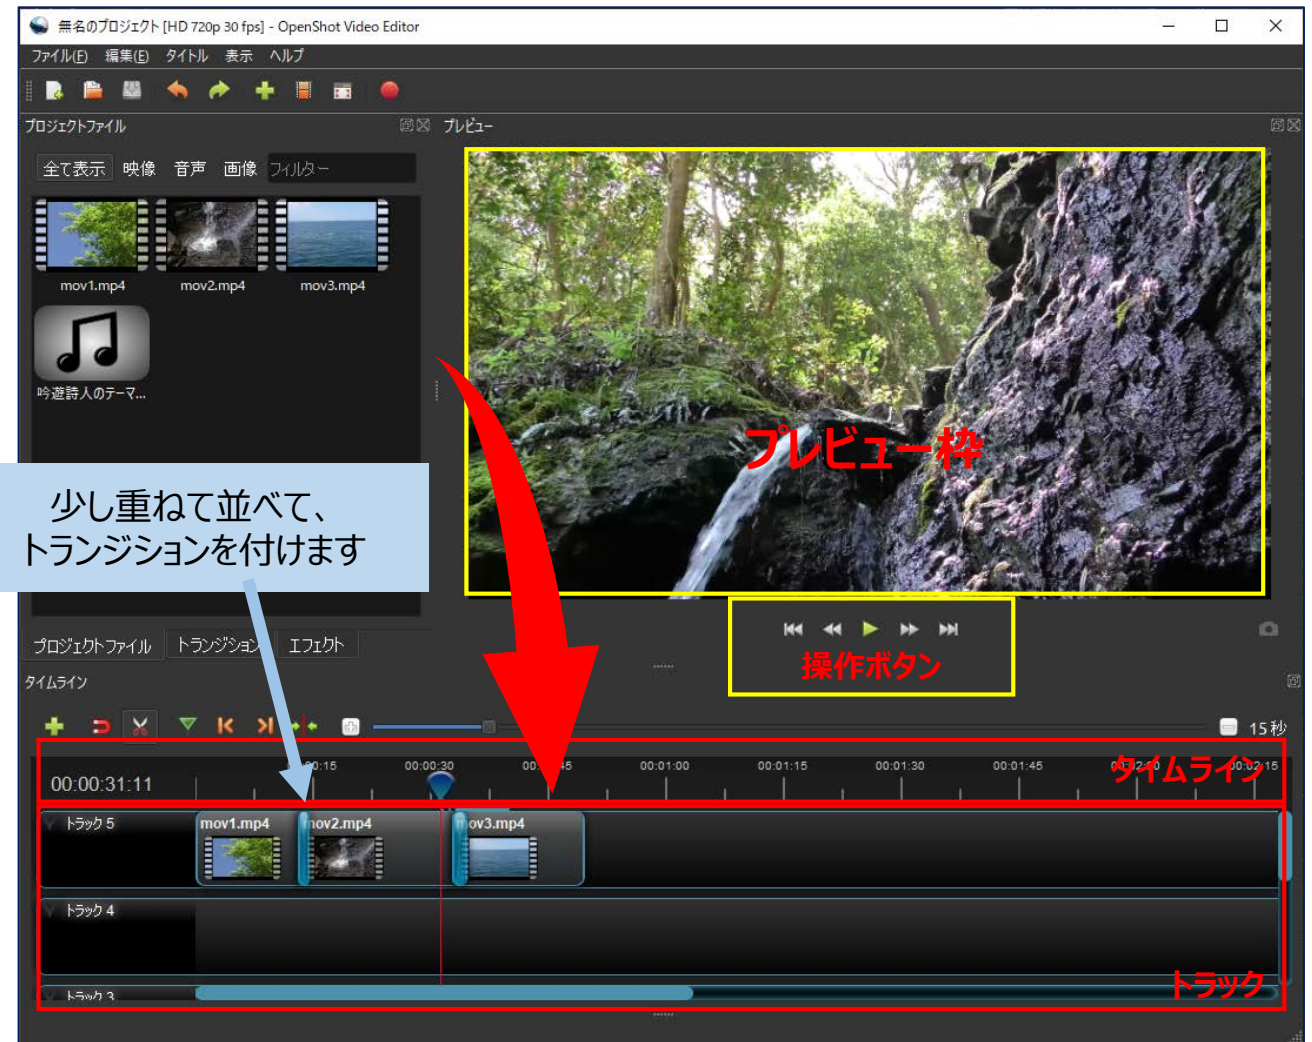 無名のプロジェクト [HD 720p 30 fps] - OpenShot Video Editor
ファイル(F) 編集(E) タイトル 表示 ヘルプ
プロジェクトファイル
プレビュー
全て表示 映像 音声 画像 フィルター
mov1.mp4 mov2.mp4 mov3.mp4
吟遊詩人のテーマ...
プレビュー枠
少し重ねて並べて、
トランジションを付けます
操作ボタン
プロジェクトファイル トランジション エフェクト
タイムライン
15秒
00:00:31:11
00:00:30 00:01:00 00:01:15 00:01:30 00:01:45
タイムライン
トラック 5
mov1.mp4 mov2.mp4 mov3.mp4
トラック 4
トラック 3
トラック